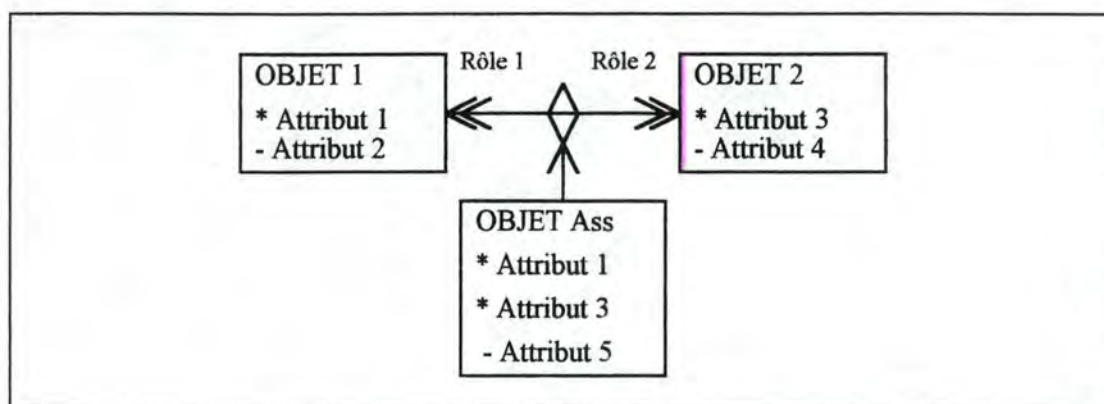 Rôle 1
Rôle 2
OBJET 1
* Attribut 1
- Attribut 2
OBJET 2
* Attribut 3
- Attribut 4
OBJET Ass
* Attribut 1
* Attribut 3
- Attribut 5